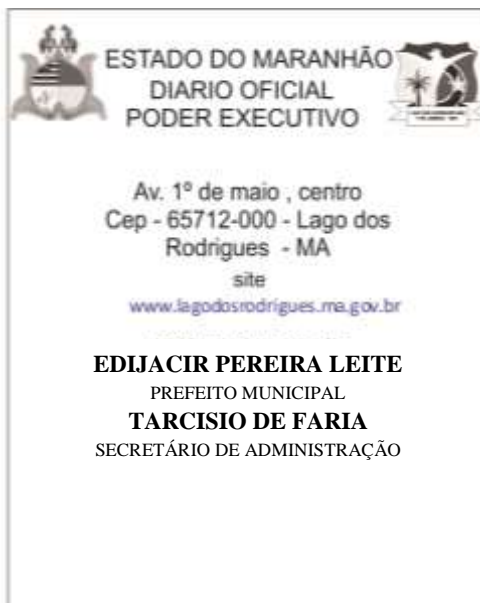 ESTADO DO MARANHÃO
DIARIO OFICIAL
PODER EXECUTIVO
Av. 1º de maio , centro
Cep - 65712-000 - Lago dos
Rodrigues - MA
site
www.lagodosrodrigues.ma.gov.br
EDIJACIR PEREIRA LEITE
PREFEITO MUNICIPAL
TARCISIO DE FARIA
SECRETÁRIO DE ADMINISTRAÇÃO